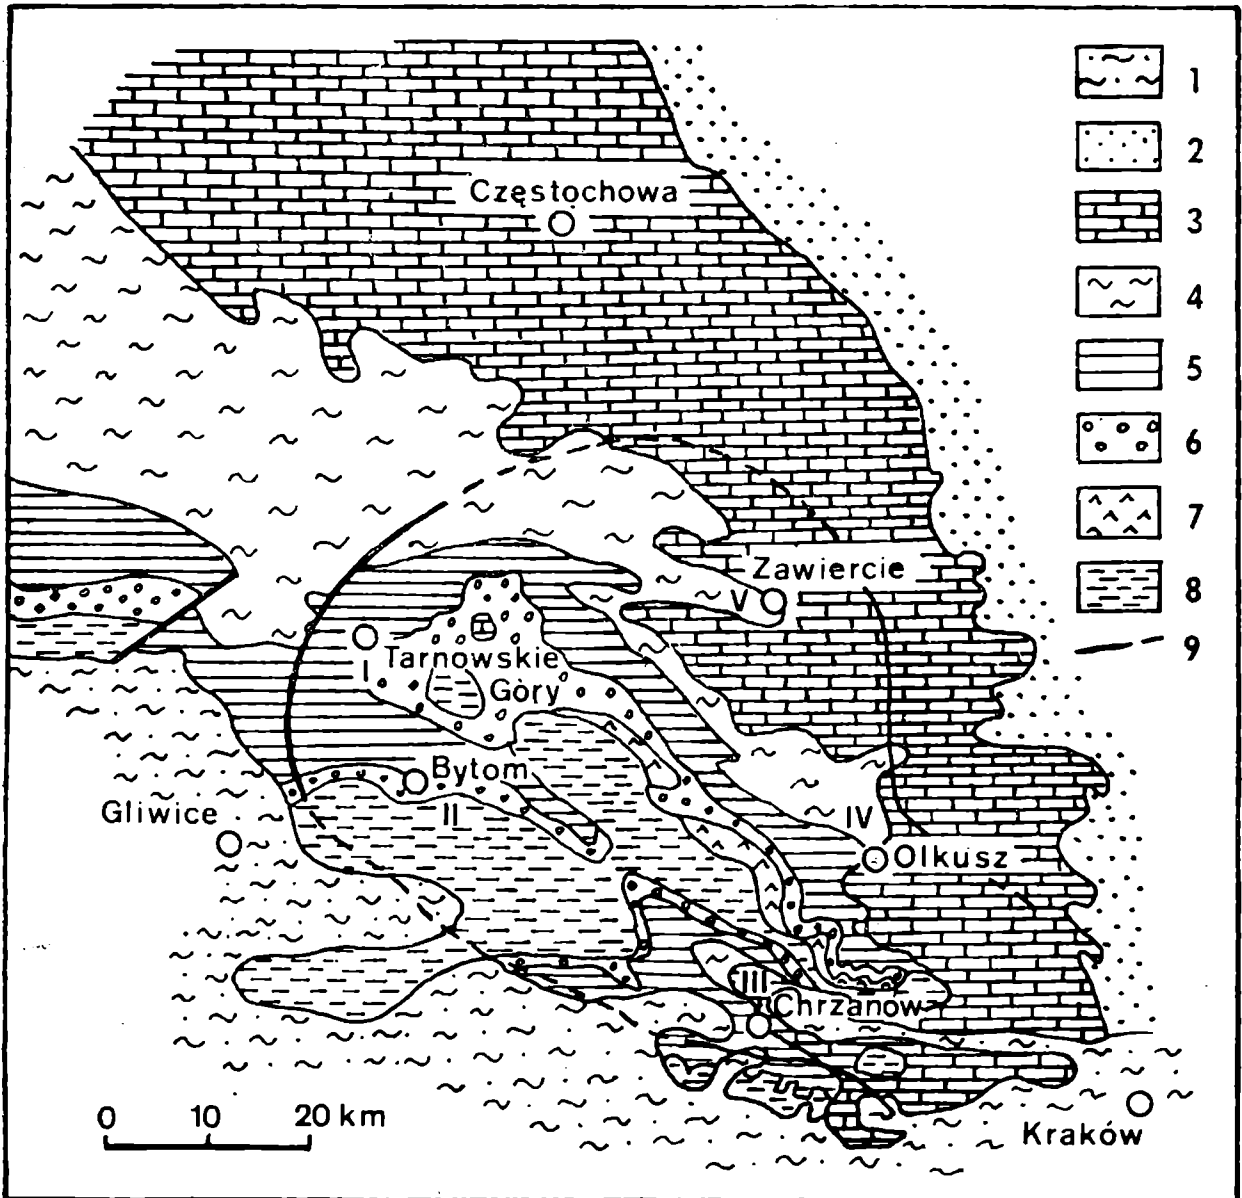 1
2
3
4
5
6
7
8
9
Częstochowa
Zawiercie
V
I
Tarnowskie
Góry
Bytom
II
Gliwice
IV
Olkusz
III
Chrzanów
0 10 20 km
Kraków